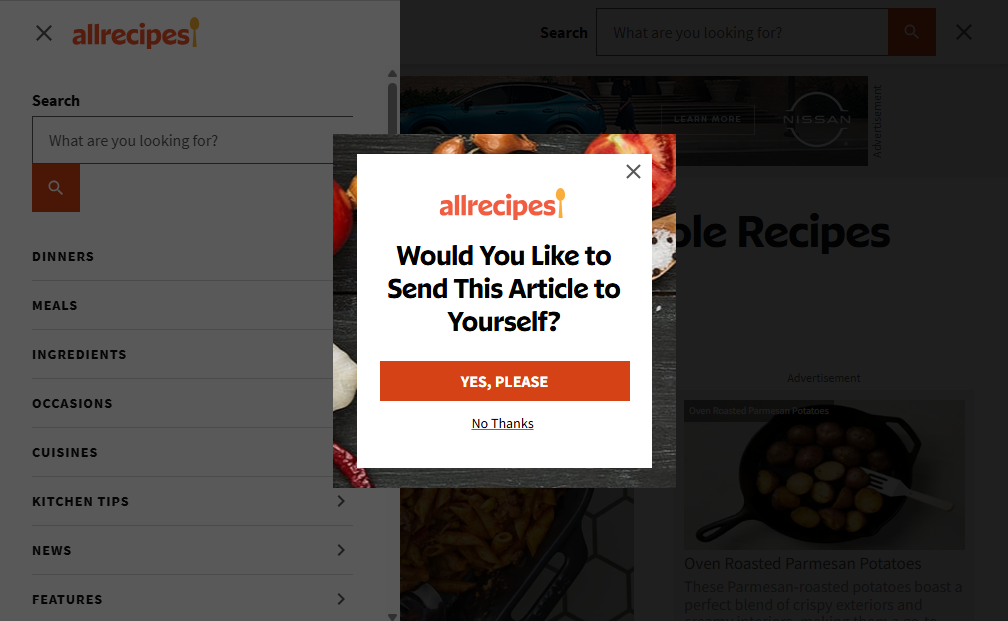 allrecipes
Search
What are you looking for?
DINNERS
MEALS
INGREDIENTS
OCCASIONS
CUISINES
KITCHEN TIPS
NEWS
FEATURES
Search
What are you looking for?
LEARN MORE
NISSAN
Advertisement
Recipes
allrecipes
Would You Like to
Send This Article to
Yourself?
YES, PLEASE
No Thanks
Advertisement
Oven Roasted Parmesan Potatoes
Oven Roasted Parmesan Potatoes
These Parmesan-roasted potatoes boast a
perfect blend of crispy exteriors and